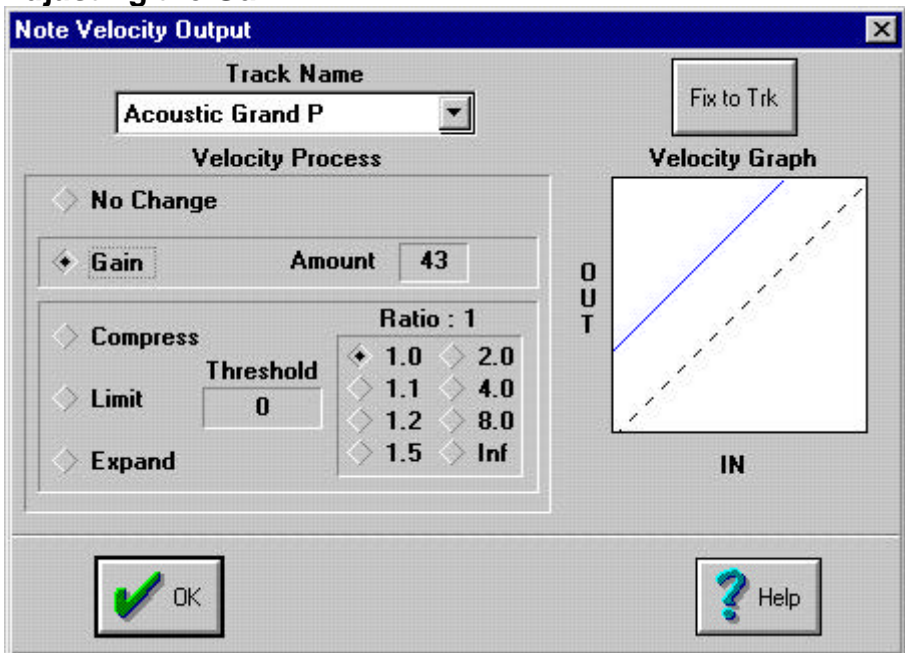 Note Velocity Output
Track Name
Acoustic Grand P
Fix to Trk
Velocity Process
Velocity Graph
No Change
Gain
Amount
43
Compress
Limit
Expand
Threshold
0
Ratio : 1
1.0
2.0
1.1
4.0
1.2
8.0
1.5
Inf
OUT
IN
OK
Help